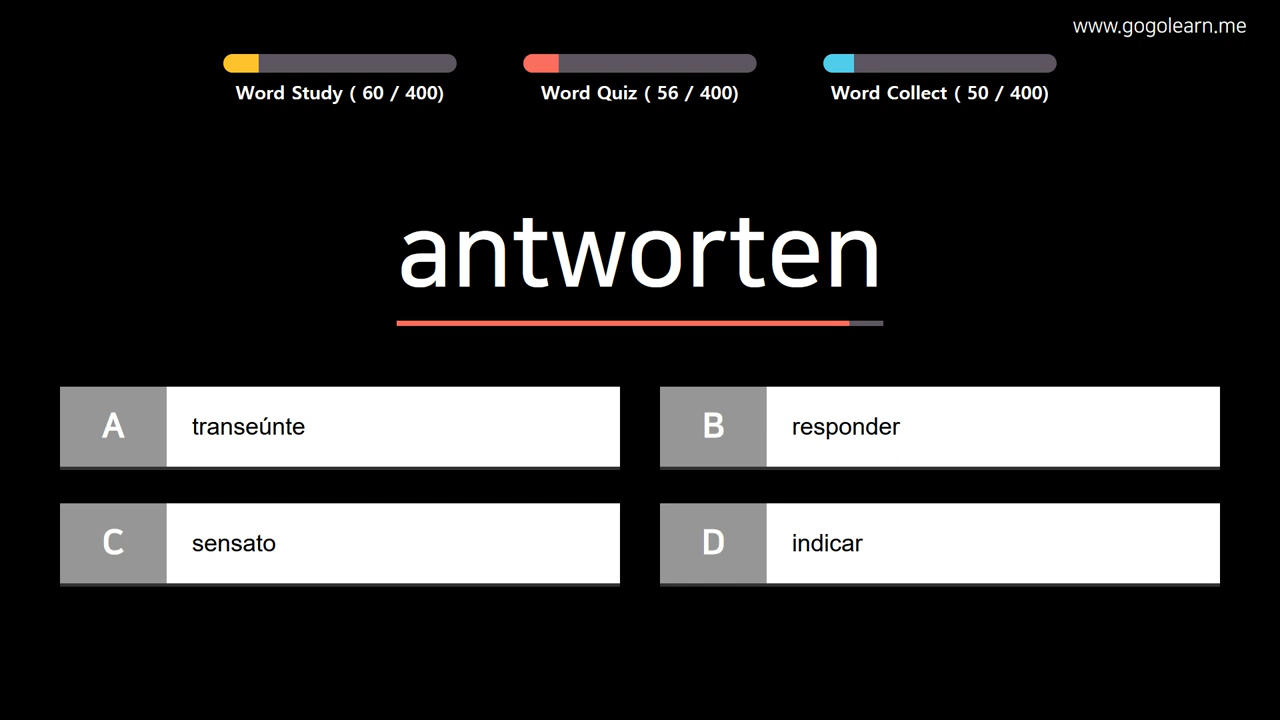 www.gogolearn.me
Word Study ( 60 / 400)
Word Quiz ( 56 / 400)
Word Collect ( 50 / 400)
antworten
A transeúnte
B responder
C sensato
D indicar